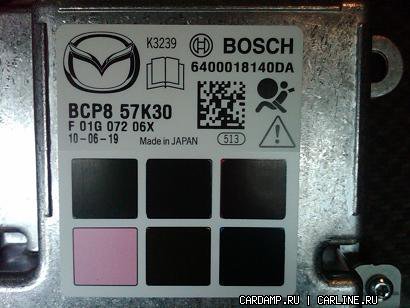 K3239
BOSCH
6400018140DA
BCP8 57K30
F 01G 072 06X
10-06-19
Made in JAPAN
513
CARDAMP.RU | CARLINE.RU